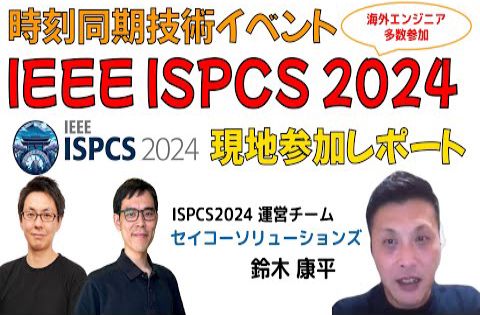 時刻同期技術イベント
海外エンジニア
多数参加
IEEE ISPCS 2024
IEEE
ISPCS 2024
現地参加レポート
ISPCS2024 運営チーム
セイコーソリューションズ
鈴木 康平